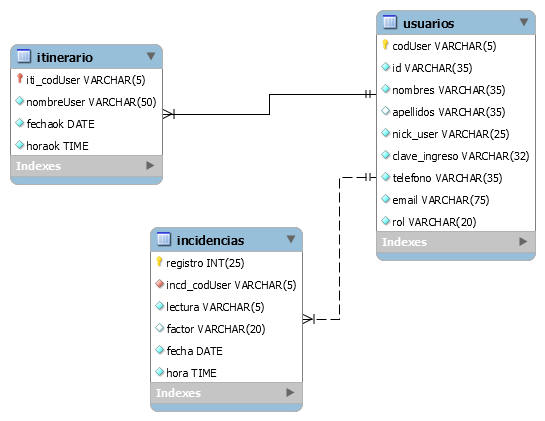 itinerario
iti_codUser VARCHAR(5)
nombreUser VARCHAR(50)
fechaok DATE
horaok TIME
Indexes
usuarios
codUser VARCHAR(5)
id VARCHAR(35)
nombres VARCHAR(35)
apellidos VARCHAR(35)
nick_user VARCHAR(25)
clave_ingreso VARCHAR(32)
telefono VARCHAR(35)
email VARCHAR(75)
rol VARCHAR(20)
Indexes
incidencias
registro INT(25)
incd_codUser VARCHAR(5)
lectura VARCHAR(5)
factor VARCHAR(20)
fecha DATE
hora TIME
Indexes